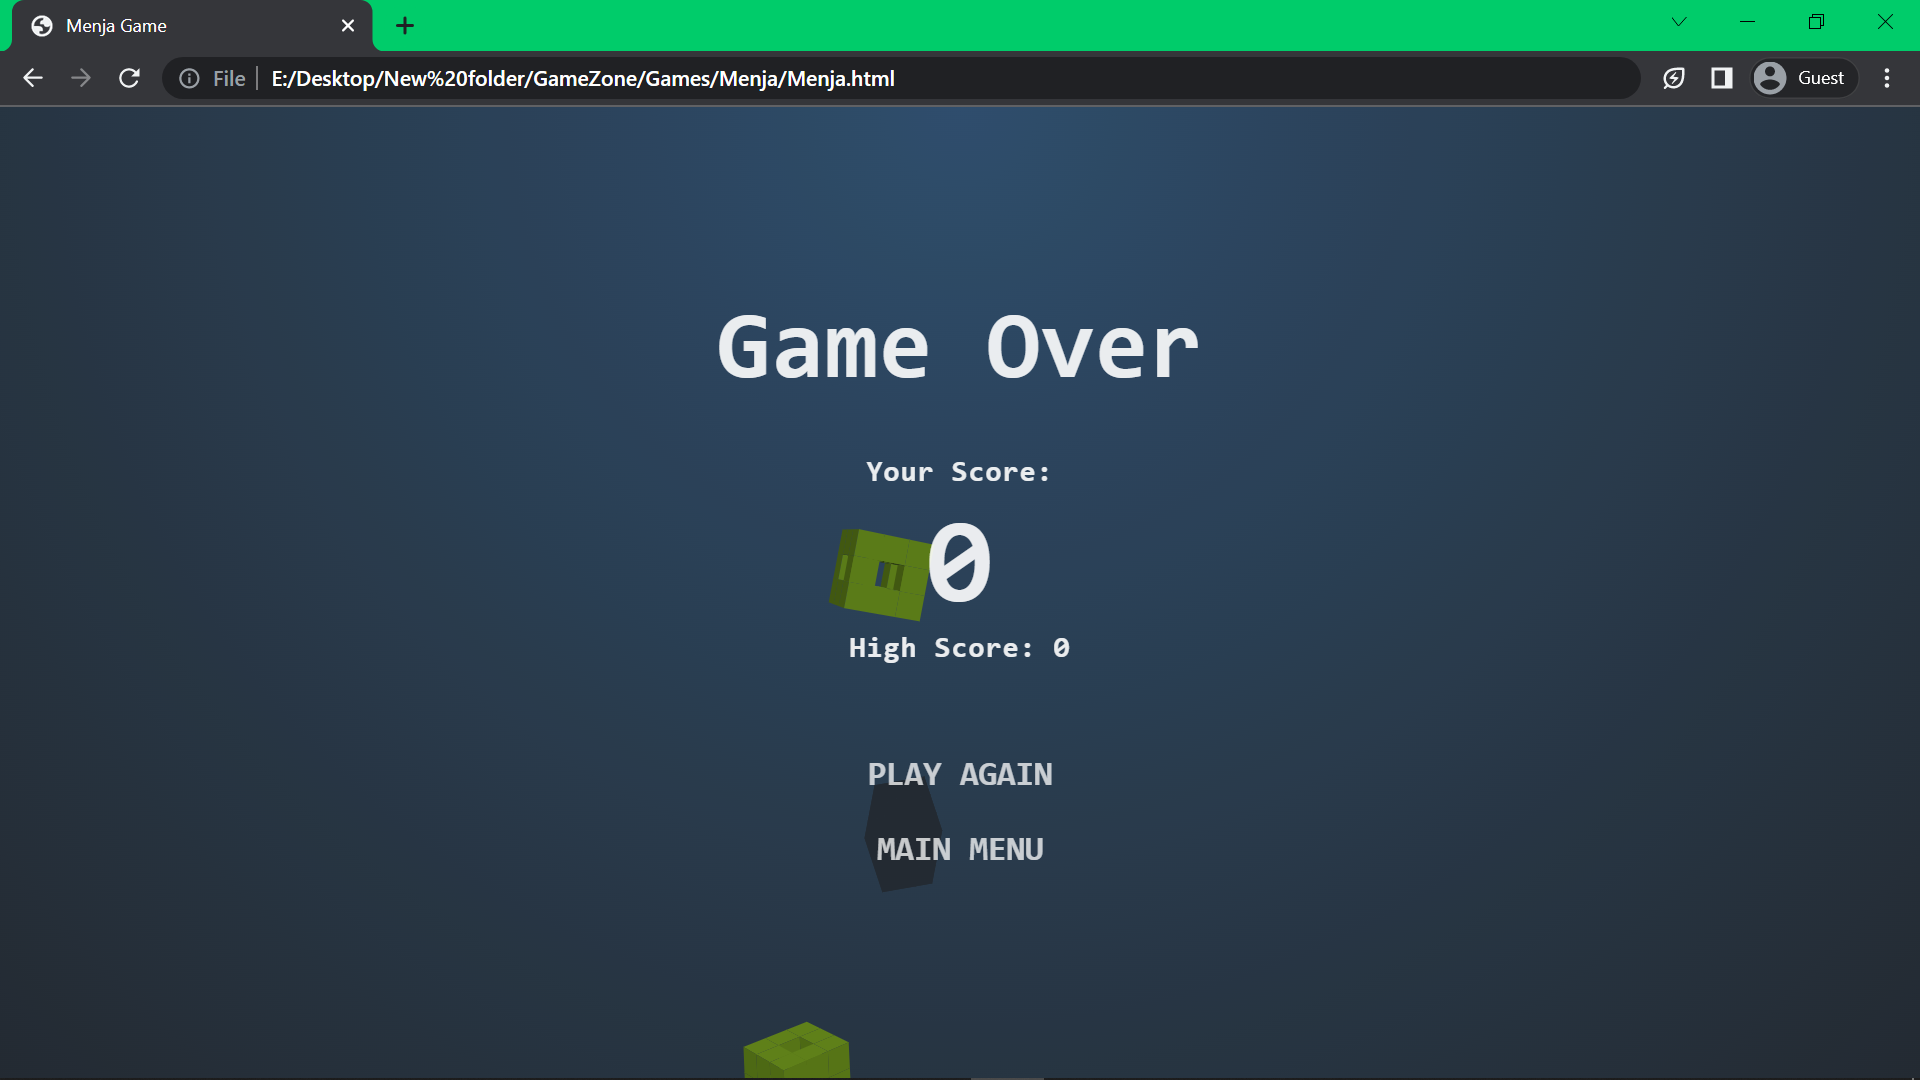 Menja Game
File
E:/Desktop/New%20folder/GameZone/Games/Menja/Menja.html
Guest
Game Over
Your Score:
0
High Score: 0
PLAY AGAIN
MAIN MENU